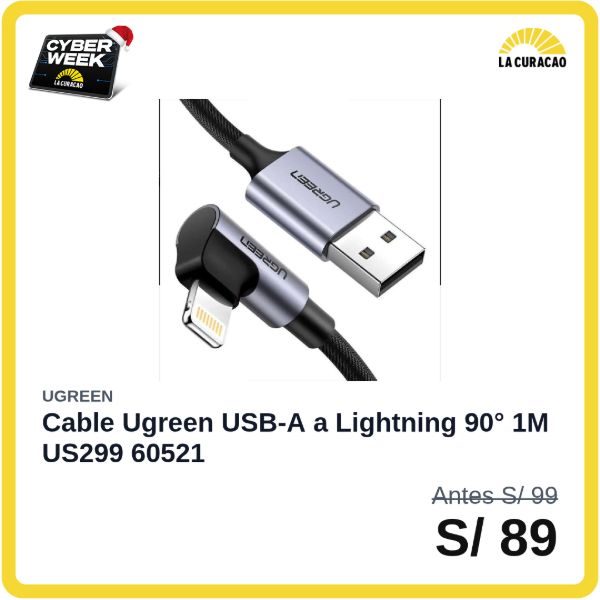 CYBER
WEEK
LA CURACAO
LA CURACAO
UGREEN
UGREEN
UGREEN
Cable Ugreen USB-A a Lightning 90° 1M
US299 60521
Antes S/ 99
S/ 89